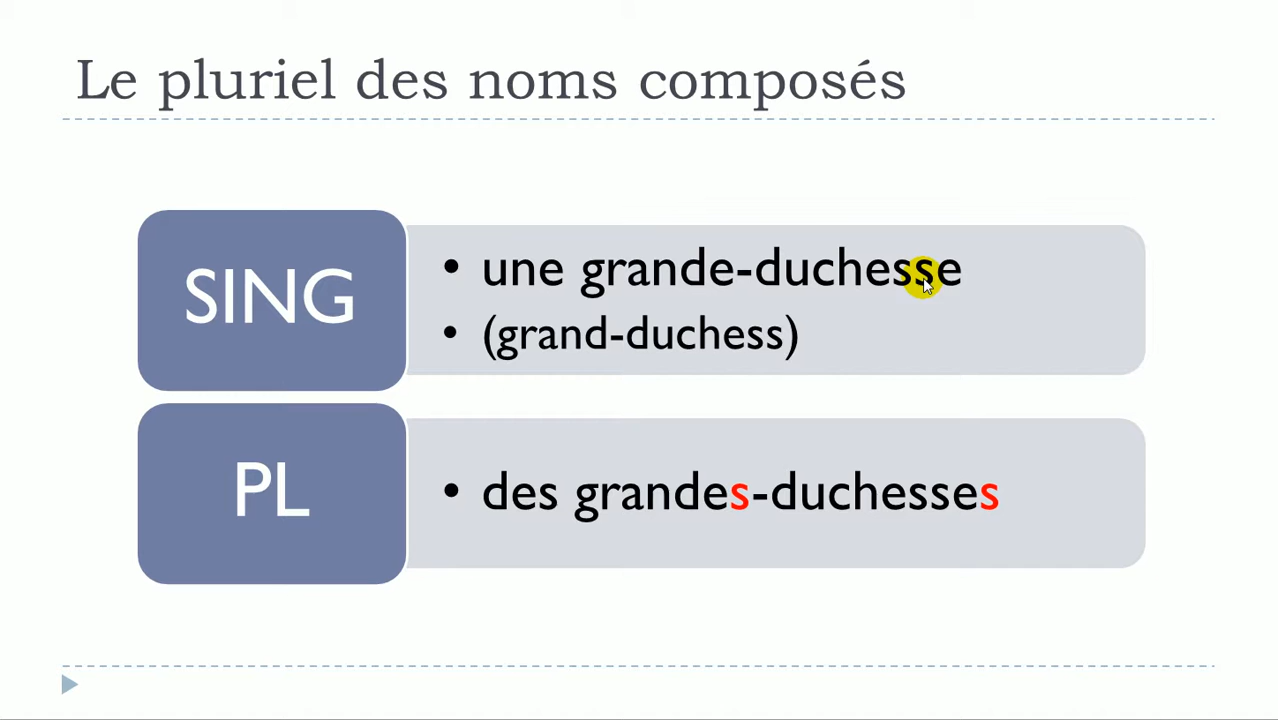 Le pluriel des noms composés
SING
• une grande-duchesse
• (grand-duchess)
PL
• des grandes-duchesses